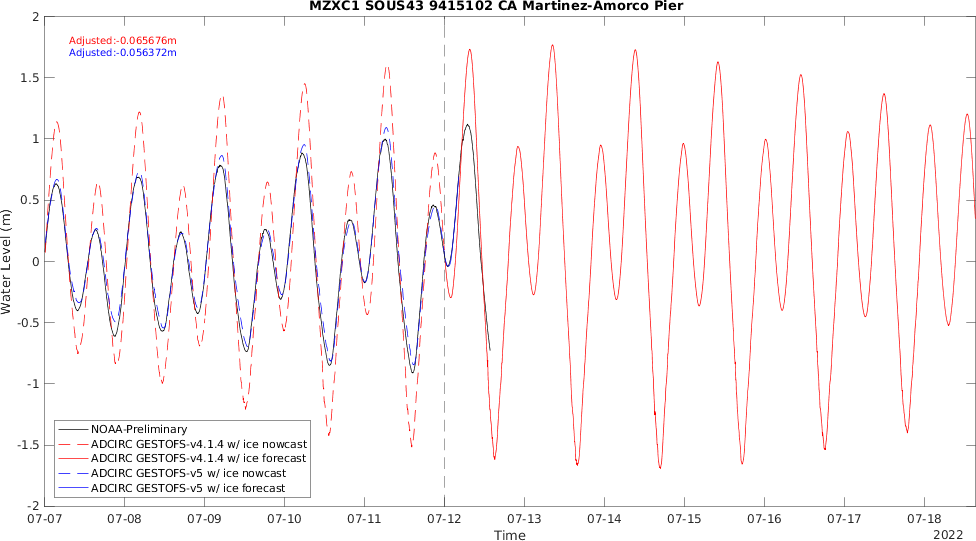 MZXC1 SOUS43 9415102 CA Martinez-Amorco Pier
2
1.5
1
0.5
0
-0.5
-1
-1.5
-2
Water Level (m)
Adjusted:-0.065676m
Adjusted:-0.056372m
NOAA-Preliminary
ADCIRC GESTOFS-v4.1.4 w/ ice nowcast
ADCIRC GESTOFS-v4.1.4 w/ ice forecast
ADCIRC GESTOFS-v5 w/ ice nowcast
ADCIRC GESTOFS-v5 w/ ice forecast
07-07 07-08 07-09 07-10 07-11 07-12 07-13 07-14 07-15 07-16 07-17 07-18
Time
2022